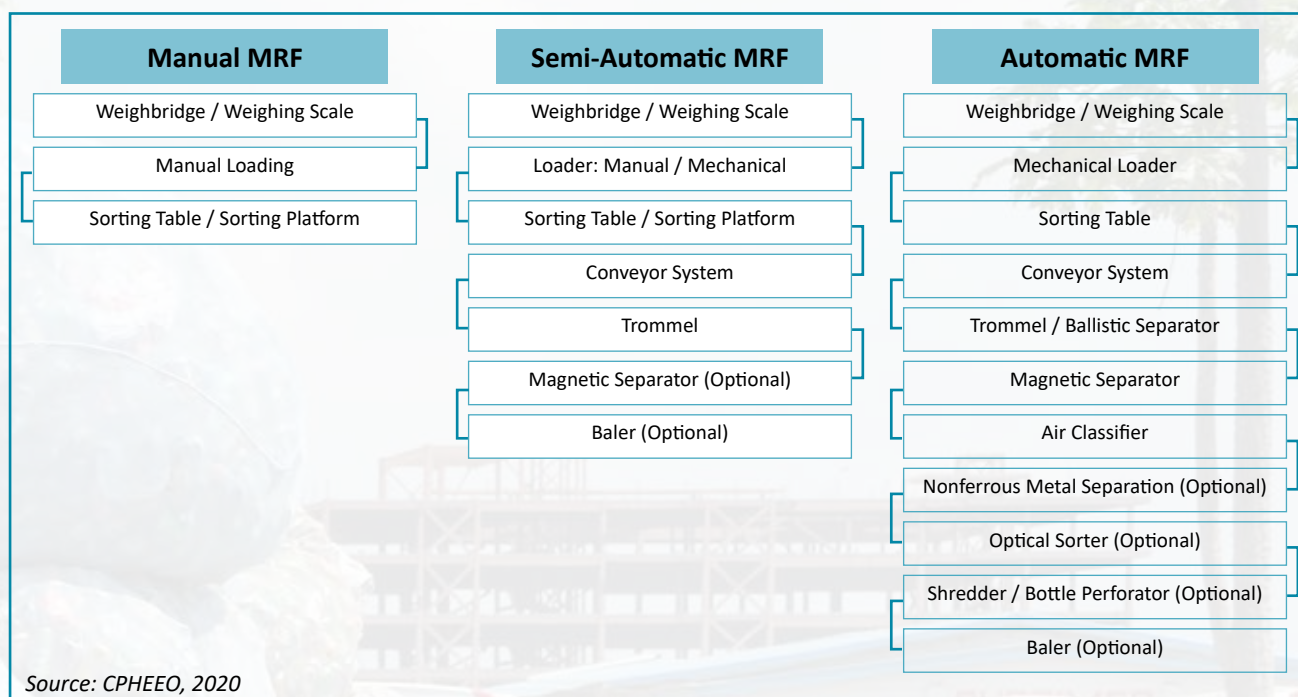 Manual MRF
Weighbridge / Weighing Scale
Manual Loading
Sorting Table / Sorting Platform
Semi-Automatic MRF
Weighbridge / Weighing Scale
Loader: Manual / Mechanical
Sorting Table / Sorting Platform
Conveyor System
Trommel
Magnetic Separator (Optional)
Baler (Optional)
Automatic MRF
Weighbridge / Weighing Scale
Mechanical Loader
Sorting Table
Conveyor System
Trommel / Ballistic Separator
Magnetic Separator
Air Classifier
Nonferrous Metal Separation (Optional)
Optical Sorter (Optional)
Shredder / Bottle Perforator (Optional)
Baler (Optional)
Source: CPHEEO, 2020